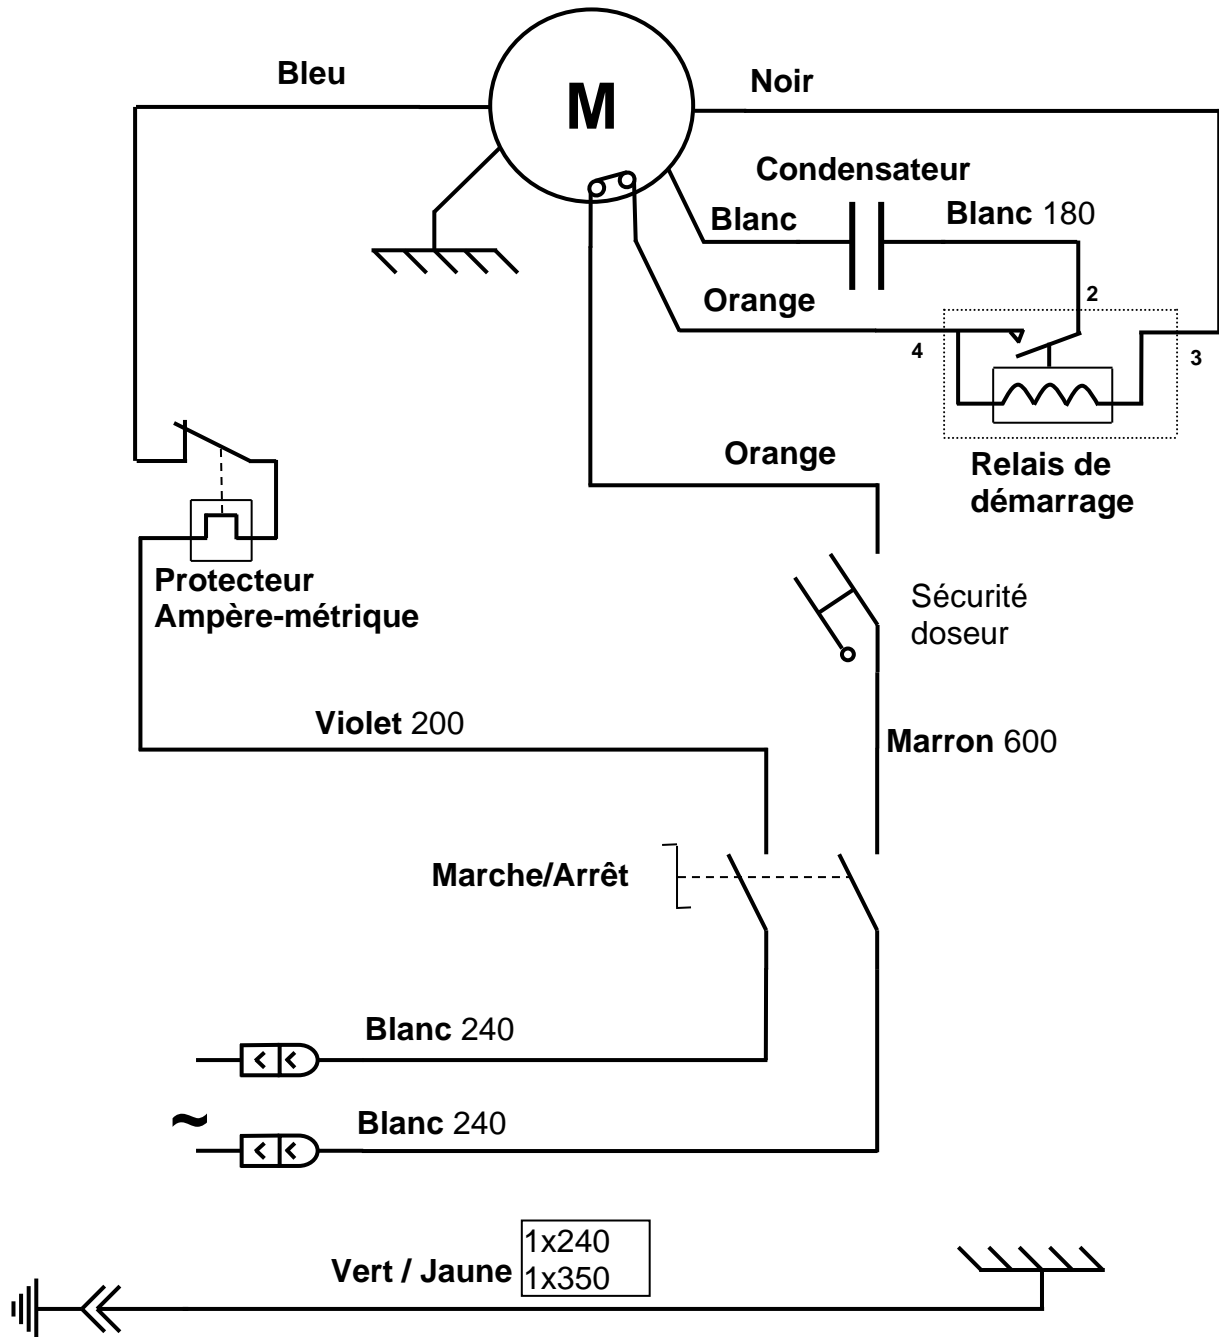 Bleu
M
Noir
Condensateur
Blanc
Blanc 180
Orange
2
4
3
Orange
Relais de
démarrage
Protecteur
Ampère-métrique
Sécurité
doseur
Violet 200
Marron 600
Marche/Arrêt
Blanc 240
~
Blanc 240
Vert / Jaune
1x240
1x350